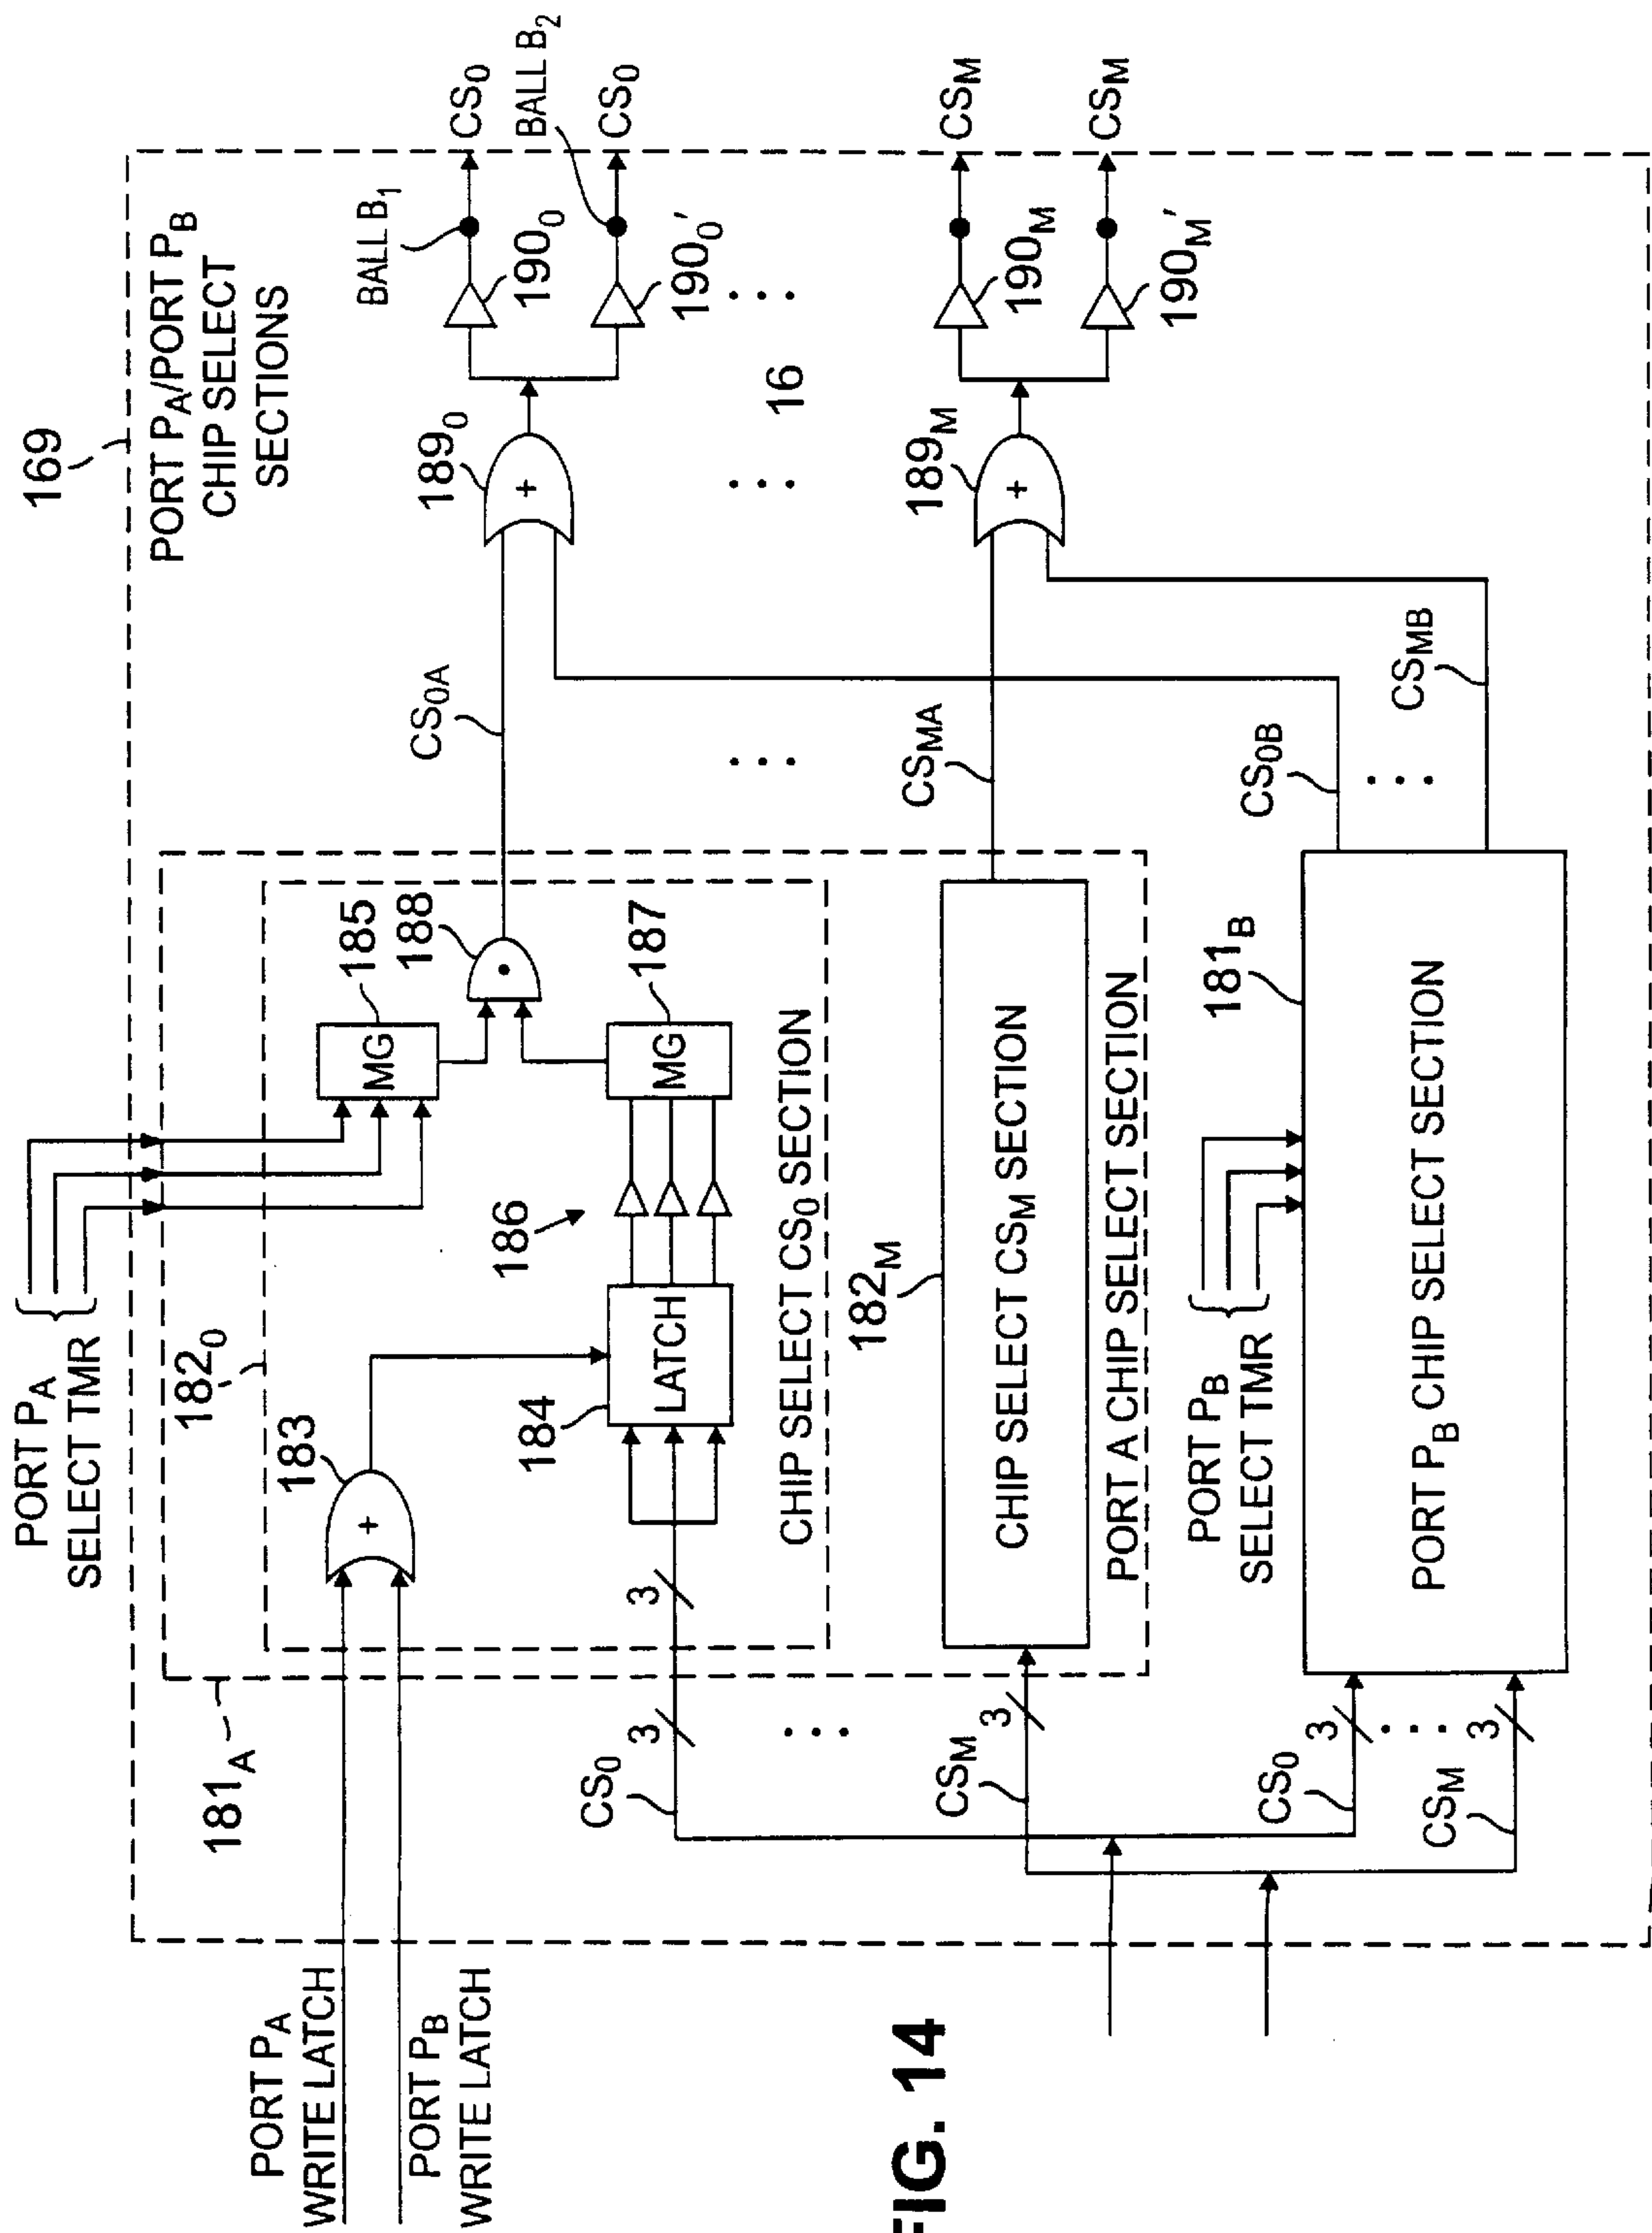 169
PORT PA/PORT PB
CHIP SELECT
SECTIONS
PORT PA
SELECT TMR
PORT PA
WRITE LATCH
PORT PB
WRITE LATCH
181A
1820
183
+
184
LATCH
186
MG
185
188
•
MG
187
3
3
CS0
CHIP SELECT CS0 SECTION
182M
CHIP SELECT CSM SECTION
PORT A CHIP SELECT SECTION
3
CSM
PORT PB
SELECT TMR
181B
PORT PB CHIP SELECT SECTION
3
CS0
3
CSM
CS0A
CSMA
CS0B
CSMB
1890
+
189M
+
16
BALL B1
1900
CS0
BALL B2
1900'
CS0
190M
CSM
190M'
CSM
FIG. 14